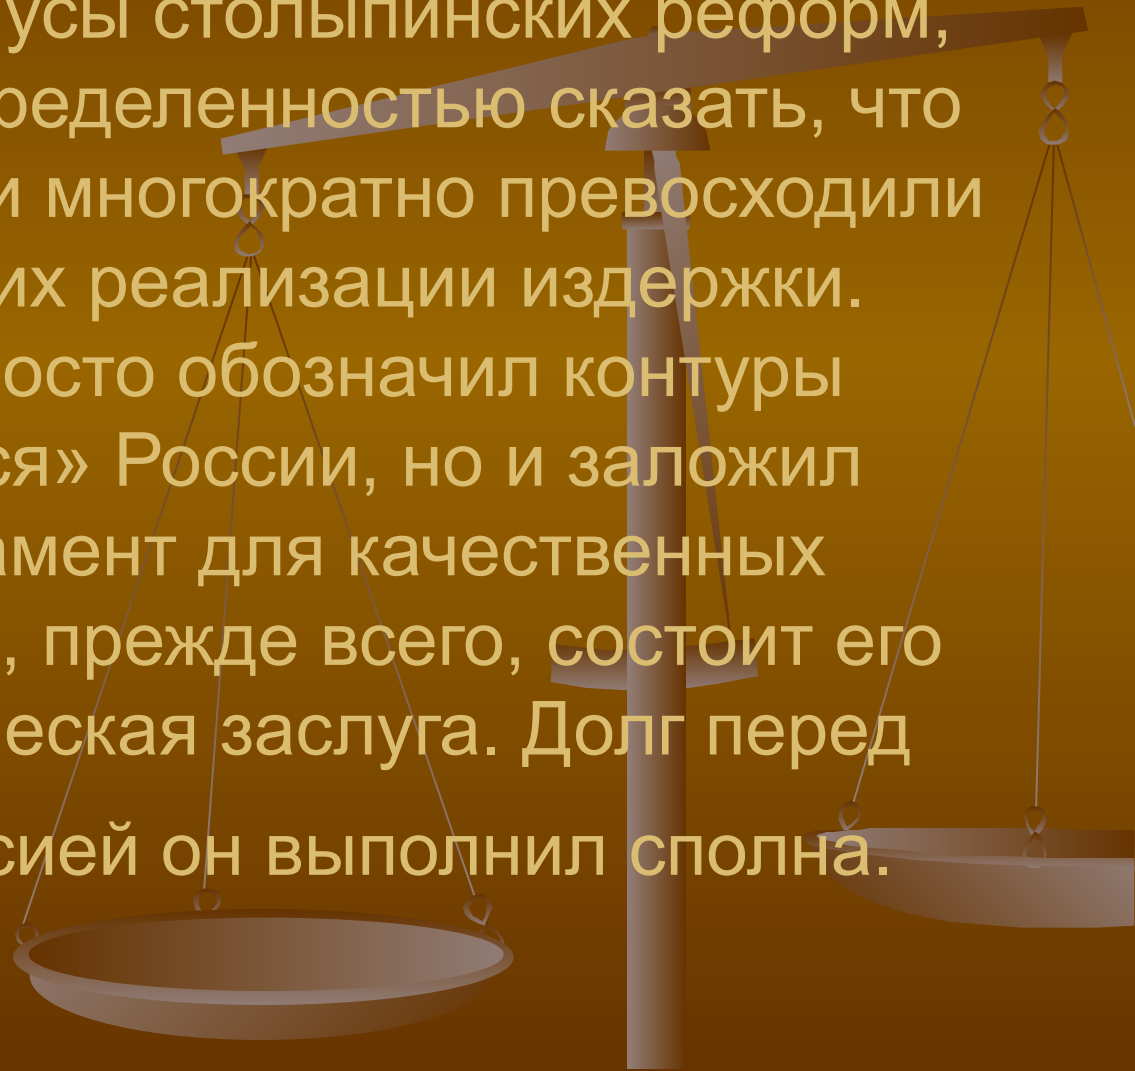 усы столыпинских реформ,
ределенностью сказать, что
и многократно превосходили
их реализации издержки.
осто обозначил контуры
ся» России, но и заложил
амент для качественных
, прежде всего, состоит его
еская заслуга. Долг перед
сией он выполнил сполна.